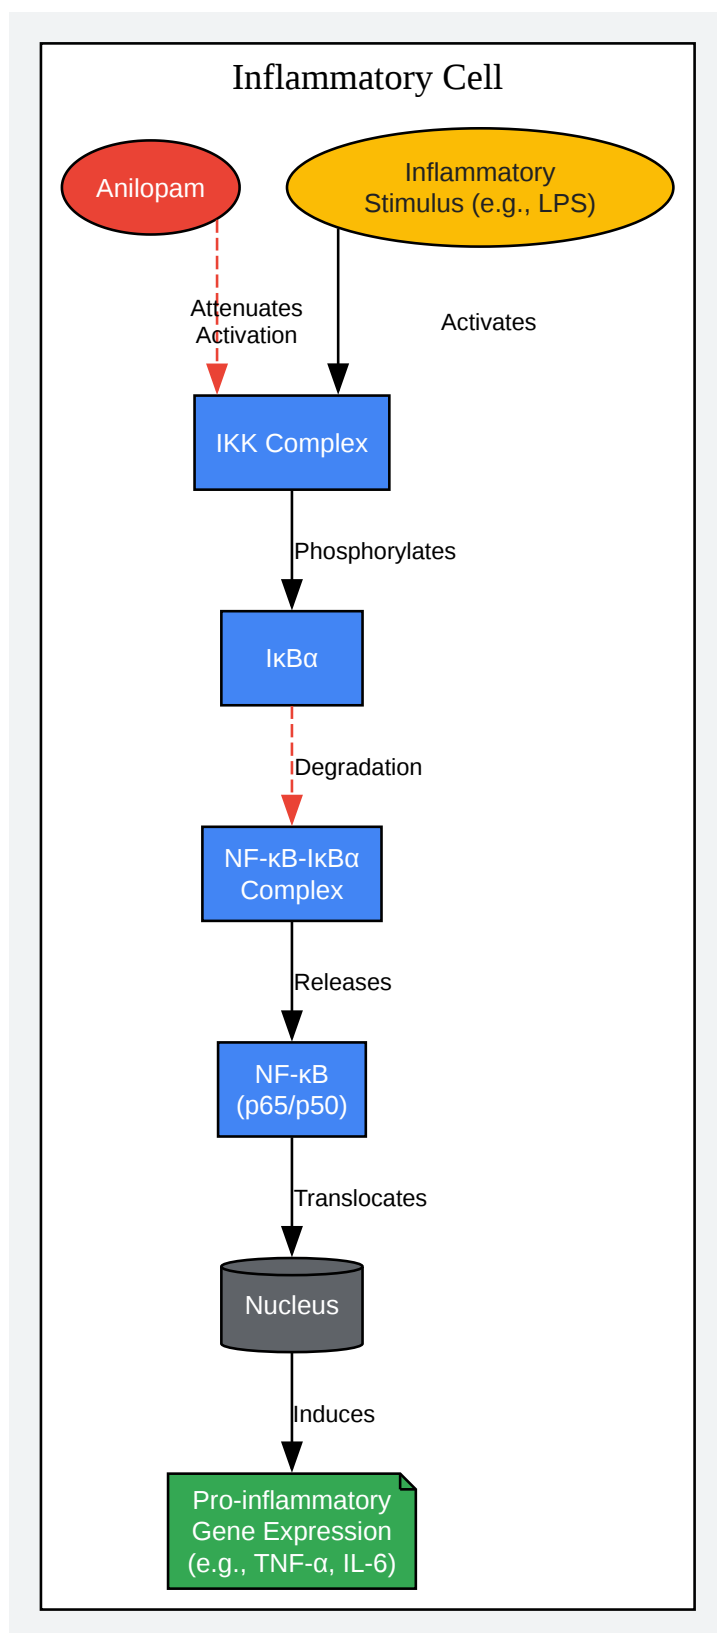 Inflammatory Cell
Anilopam
Inflammatory
Stimulus (e.g., LPS)
Attenuates
Activation
Activates
IKK Complex
Phosphorylates
IκBα
Degradation
NF-κB-IκBα
Complex
Releases
NF-κB
(p65/p50)
Translocates
Nucleus
Induces
Pro-inflammatory
Gene Expression
(e.g., TNF-α, IL-6)